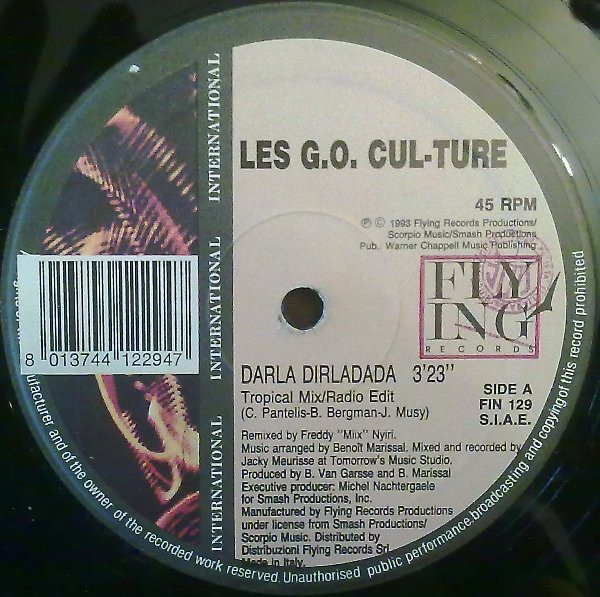 INTERNATIONAL
INTERNATIONAL
INTERNATIONAL
INTERNATIONAL
LES G.O. CUL-TURE
45 RPM
Ⓟ © 1993 Flying Records Productions/
Scorpio Music/Smash Productions
Pub. Warner Chappell Music Publishing
FLY
ING
RECORDS
8 013744 122947
DARLA DIRLADADA 3'23"
Tropical Mix/Radio Edit
(C. Pantelis-B. Bergman-J. Musy)
SIDE A
FIN 129
S.I.A.E.
Remixed by Freddy "Miix" Nyiri.
Music arranged by Benoît Marissal. Mixed and recorded by
Jacky Meurisse at Tomorrow's Music Studio.
Produced by B. Van Garsse and B. Marissal
Executive producer: Michel Nachtergaele
for Smash Productions, Inc.
Manufactured by Flying Records Productions
under license from Smash Productions/
Scorpio Music. Distributed by
Distribuzioni Flying Records Srl
Made in Italy.
and of the owner of the recorded work reserved. Unauthorised public performance, broadcasting and copying of this record prohibited